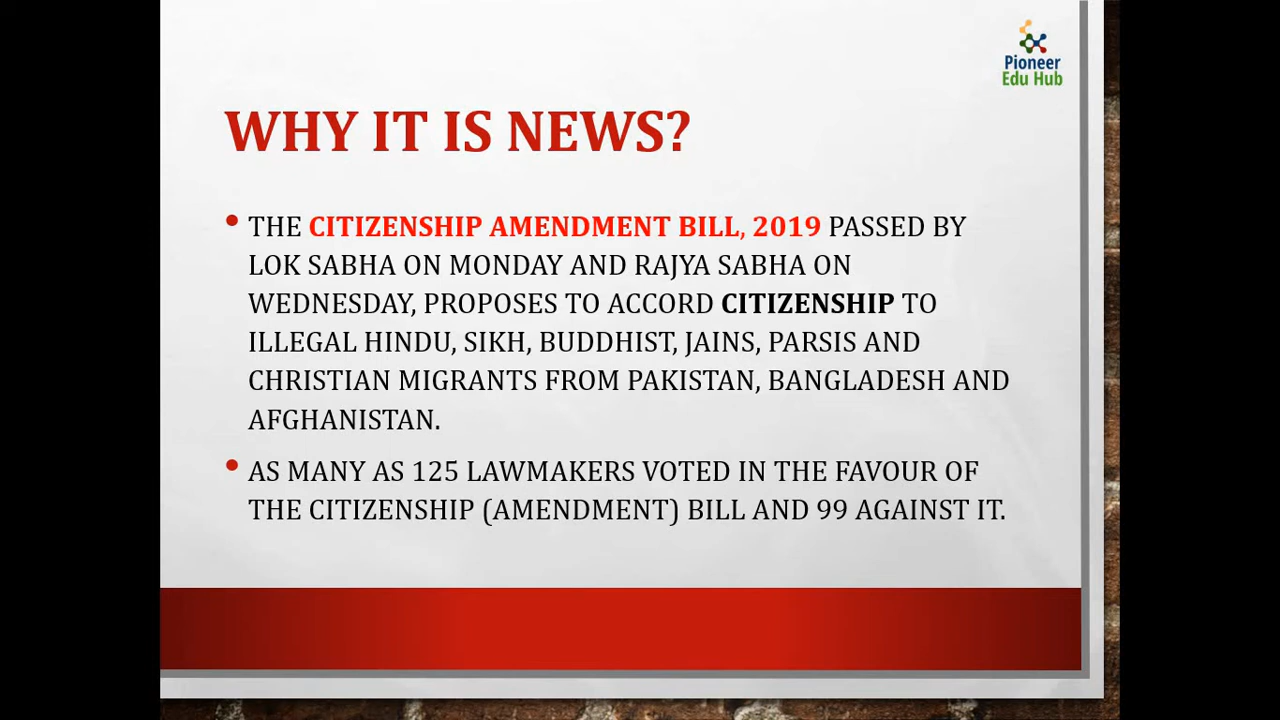 Pioneer
Edu Hub
WHY IT IS NEWS?
• THE CITIZENSHIP AMENDMENT BILL, 2019 PASSED BY
LOK SABHA ON MONDAY AND RAJYA SABHA ON
WEDNESDAY, PROPOSES TO ACCORD CITIZENSHIP TO
ILLEGAL HINDU, SIKH, BUDDHIST, JAINS, PARSIS AND
CHRISTIAN MIGRANTS FROM PAKISTAN, BANGLADESH AND
AFGHANISTAN.
• AS MANY AS 125 LAWMAKERS VOTED IN THE FAVOUR OF
THE CITIZENSHIP (AMENDMENT) BILL AND 99 AGAINST IT.